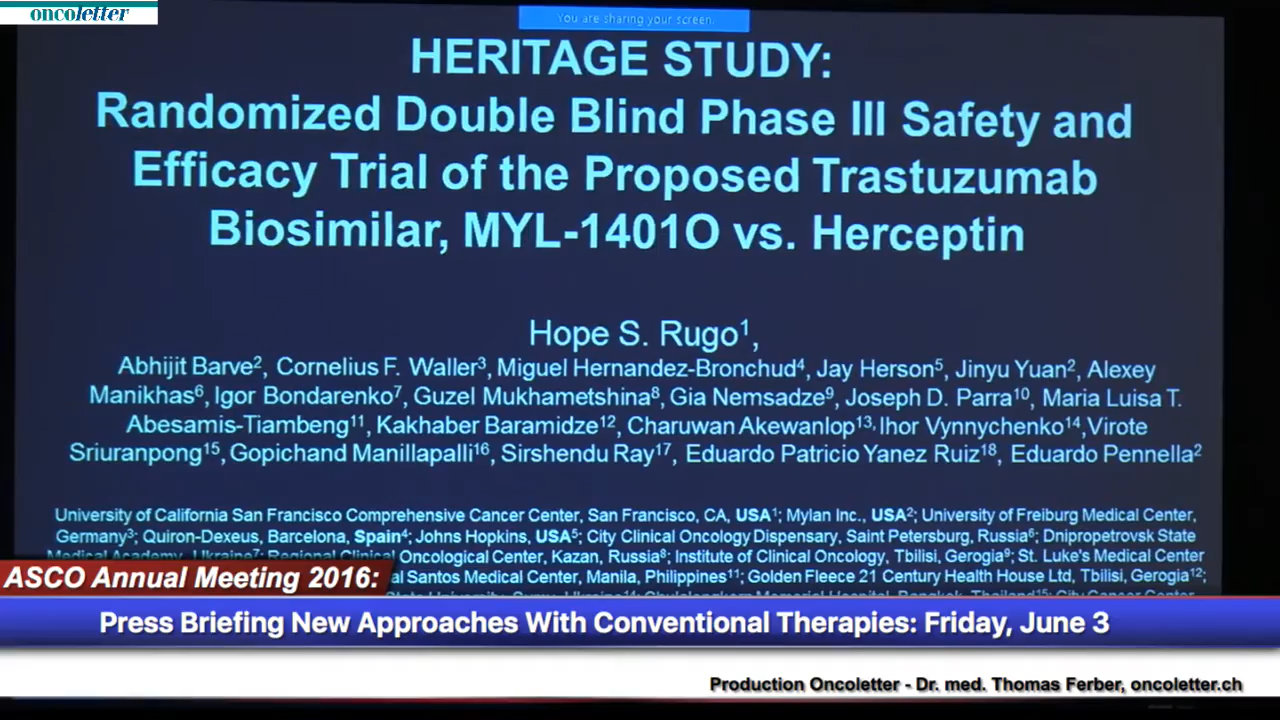 oncoletter
You are sharing your screen.
HERITAGE STUDY:
Randomized Double Blind Phase III Safety and
Efficacy Trial of the Proposed Trastuzumab
Biosimilar, MYL-1401O vs. Herceptin
Hope S. Rugo¹,
Abhijit Barve², Cornelius F. Waller³, Miguel Hernandez-Bronchud⁴, Jay Herson⁵, Jinyu Yuan², Alexey
Manikhas⁶, Igor Bondarenko⁷, Guzel Mukhametshina⁸, Gia Nemsadze⁹, Joseph D. Parra¹⁰, Maria Luisa T.
Abesamis-Tiambeng¹¹, Kakhaber Baramidze¹², Charuwan Akewanlop¹³, Ihor Vynnychenko¹⁴, Virote
Sriuranpong¹⁵, Gopichand Manillapalli¹⁶, Sirshendu Ray¹⁷, Eduardo Patricio Yanez Ruiz¹⁸, Eduardo Pennella²
University of California San Francisco Comprehensive Cancer Center, San Francisco, CA, USA¹; Mylan Inc., USA²; University of Freiburg Medical Center,
Germany³; Quiron-Dexeus, Barcelona, Spain⁴; Johns Hopkins, USA⁵; City Clinical Oncology Dispensary, Saint Petersburg, Russia⁶; Dnipropetrovsk State
Medical Academy, Ukraine⁷; Regional Clinical Oncological Center, Kazan, Russia⁸; Institute of Clinical Oncology, Tbilisi, Gerogia⁹; St. Luke's Medical Center
al Santos Medical Center, Manila, Philippines¹¹; Golden Fleece 21 Century Health House Ltd, Tbilisi, Gerogia¹²;
ASCO Annual Meeting 2016:
Press Briefing New Approaches With Conventional Therapies: Friday, June 3
Production Oncoletter - Dr. med. Thomas Ferber, oncoletter.ch